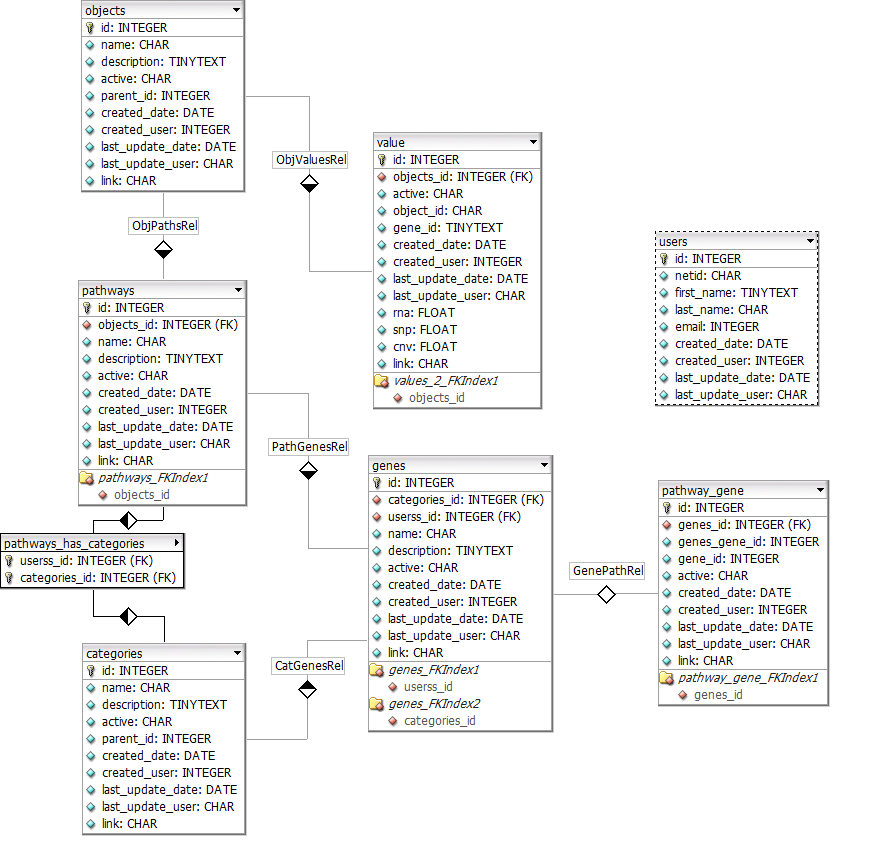 objects
id: INTEGER
name: CHAR
description: TINYTEXT
active: CHAR
parent_id: INTEGER
created_date: DATE
created_user: INTEGER
last_update_date: DATE
last_update_user: CHAR
link: CHAR
ObjValuesRel
ObjPathsRel
value
id: INTEGER
objects_id: INTEGER (FK)
active: CHAR
object_id: CHAR
gene_id: TINYTEXT
created_date: DATE
created_user: INTEGER
last_update_date: DATE
last_update_user: CHAR
rna: FLOAT
snp: FLOAT
cnv: FLOAT
link: CHAR
values_2_FKIndex1
objects_id
users
id: INTEGER
netid: CHAR
first_name: TINYTEXT
last_name: CHAR
email: INTEGER
created_date: DATE
created_user: INTEGER
last_update_date: DATE
last_update_user: CHAR
pathways
id: INTEGER
objects_id: INTEGER (FK)
name: CHAR
description: TINYTEXT
active: CHAR
created_date: DATE
created_user: INTEGER
last_update_date: DATE
last_update_user: CHAR
link: CHAR
pathways_FKIndex1
objects_id
PathGenesRel
pathways_has_categories
userss_id: INTEGER (FK)
categories_id: INTEGER (FK)
genes
id: INTEGER
categories_id: INTEGER (FK)
userss_id: INTEGER (FK)
name: CHAR
description: TINYTEXT
active: CHAR
created_date: DATE
created_user: INTEGER
last_update_date: DATE
last_update_user: CHAR
link: CHAR
genes_FKIndex1
userss_id
genes_FKIndex2
categories_id
GenePathRel
pathway_gene
id: INTEGER
genes_id: INTEGER (FK)
genes_gene_id: INTEGER
gene_id: INTEGER
active: CHAR
created_date: DATE
created_user: INTEGER
last_update_date: DATE
last_update_user: CHAR
link: CHAR
pathway_gene_FKIndex1
genes_id
CatGenesRel
categories
id: INTEGER
name: CHAR
description: TINYTEXT
active: CHAR
parent_id: INTEGER
created_date: DATE
created_user: INTEGER
last_update_date: DATE
last_update_user: CHAR
link: CHAR